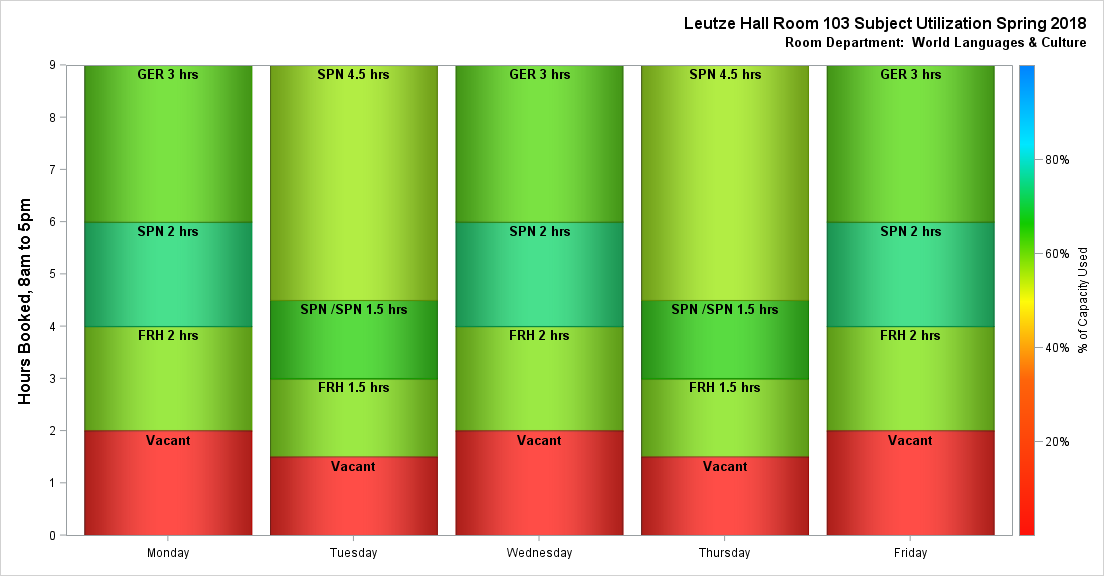 Leutze Hall Room 103 Subject Utilization Spring 2018
Room Department: World Languages & Culture
Hours Booked, 8am to 5pm
9
8
7
6
5
4
3
2
1
0
GER 3 hrs
SPN 2 hrs
FRH 2 hrs
Vacant
SPN 4.5 hrs
SPN /SPN 1.5 hrs
FRH 1.5 hrs
Vacant
GER 3 hrs
SPN 2 hrs
FRH 2 hrs
Vacant
SPN 4.5 hrs
SPN /SPN 1.5 hrs
FRH 1.5 hrs
Vacant
GER 3 hrs
SPN 2 hrs
FRH 2 hrs
Vacant
Monday
Tuesday
Wednesday
Thursday
Friday
80%
60%
40%
20%
% of Capacity Used